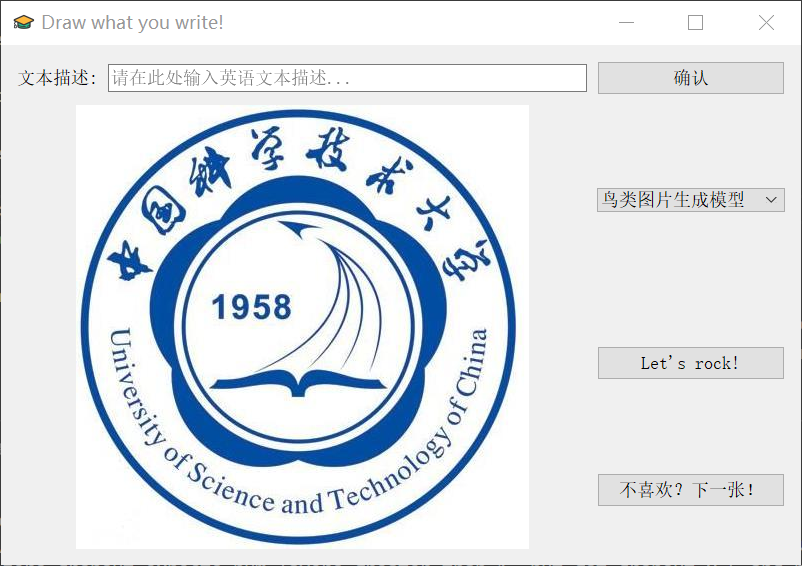 Draw what you write!
文本描述: 请在此处输入英语文本描述...
确认
中国科学技术大学
鸟类图片生成模型
1958
University of Science and Technology of China
Let's rock!
不喜欢？下一张！